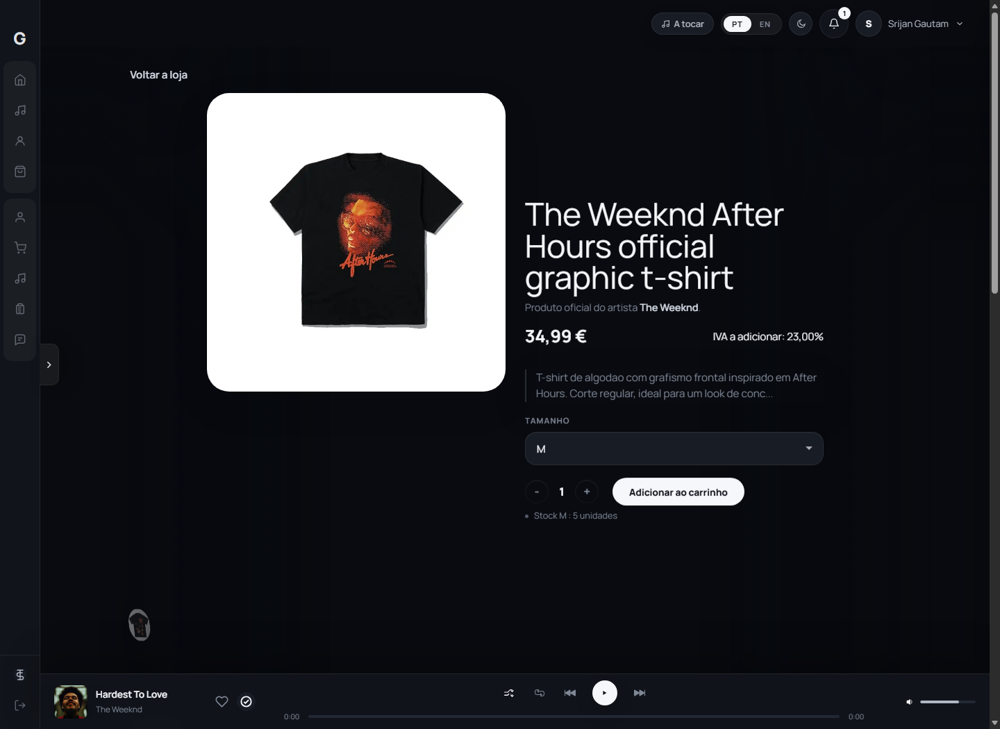 G
A tocar
PT EN
1
S Srijan Gautam
Voltar a loja
After Hours
The Weeknd After
Hours official
graphic t-shirt
Produto oficial do artista The Weeknd.
34,99 €
IVA a adicionar: 23,00%
T-shirt de algodao com grafismo frontal inspirado em After
Hours. Corte regular, ideal para um look de conc...
TAMANHO
M
- 1 +
Adicionar ao carrinho
Stock M : 5 unidades
Hardest To Love
The Weeknd
0:00
0:00